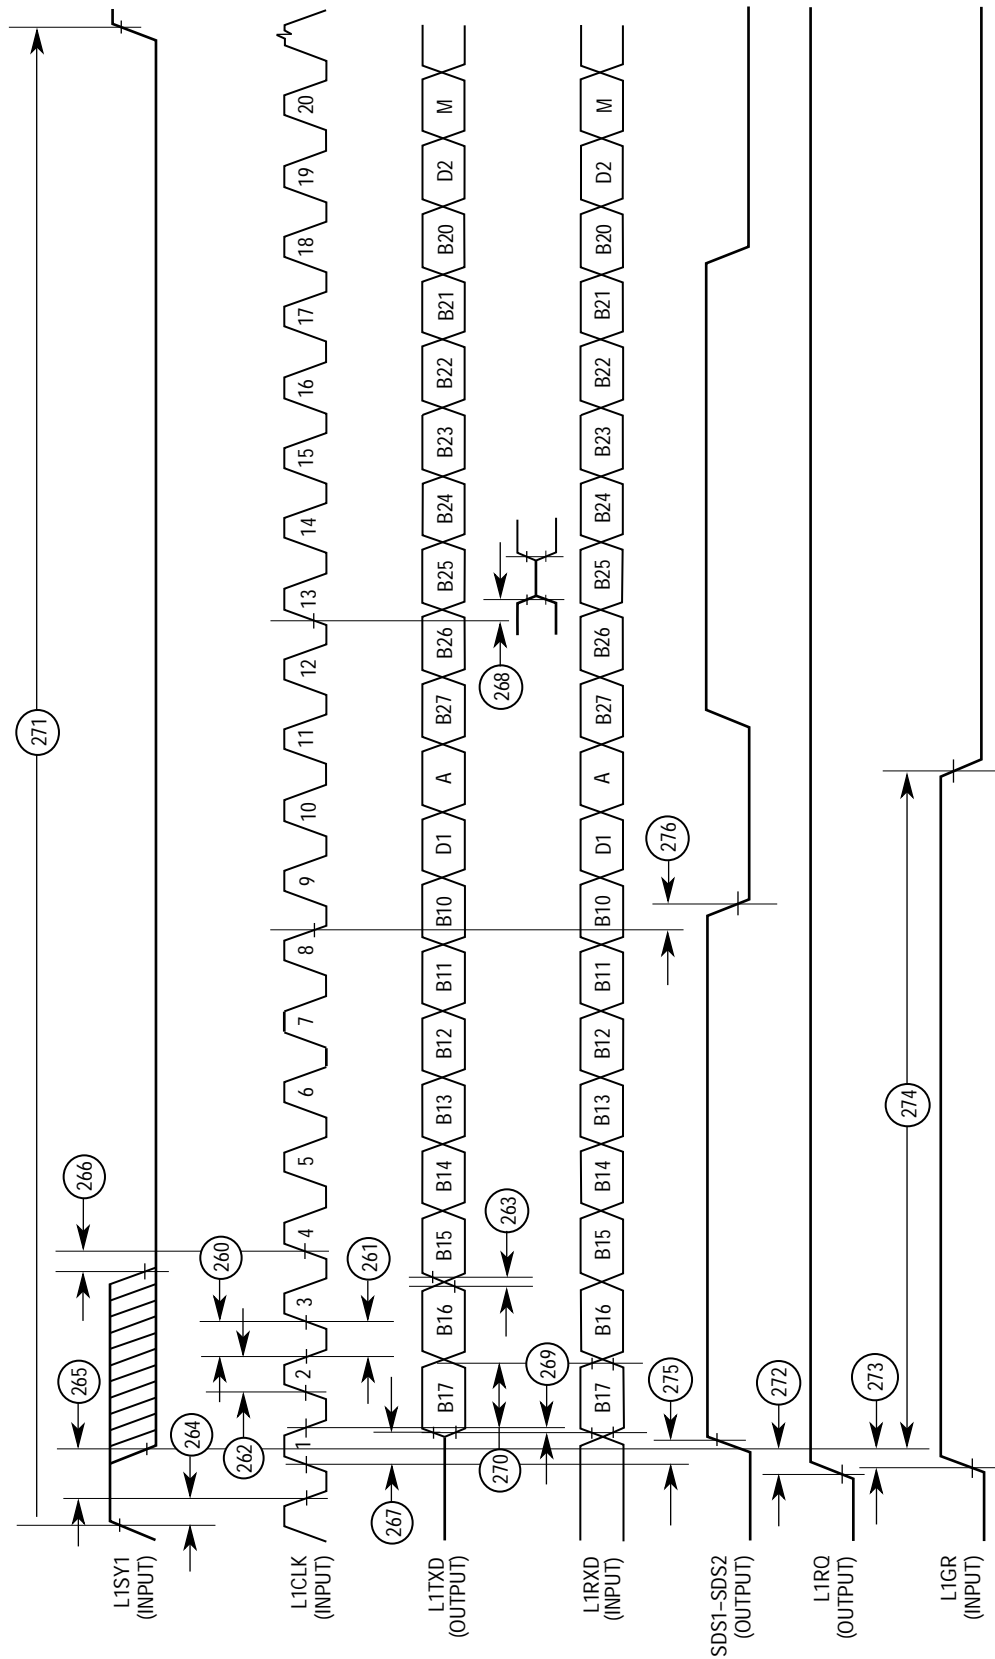 271
265
266
264
L1SY1
(INPUT)
260
262
261
267
L1CLK
(INPUT)
1
2
3
4
5
6
7
8
9
10
11
12
13
14
15
16
17
18
19
20
L1TXD
(OUTPUT)
B17
B16
B15
B14
B13
B12
B11
B10
D1
A
B27
B26
B25
B24
B23
B22
B21
B20
D2
M
270
269
263
268
L1RXD
(INPUT)
B17
B16
B15
B14
B13
B12
B11
B10
D1
A
B27
B26
B25
B24
B23
B22
B21
B20
D2
M
275
276
SDS1–SDS2
(OUTPUT)
272
L1RQ
(OUTPUT)
273
274
L1GR
(INPUT)